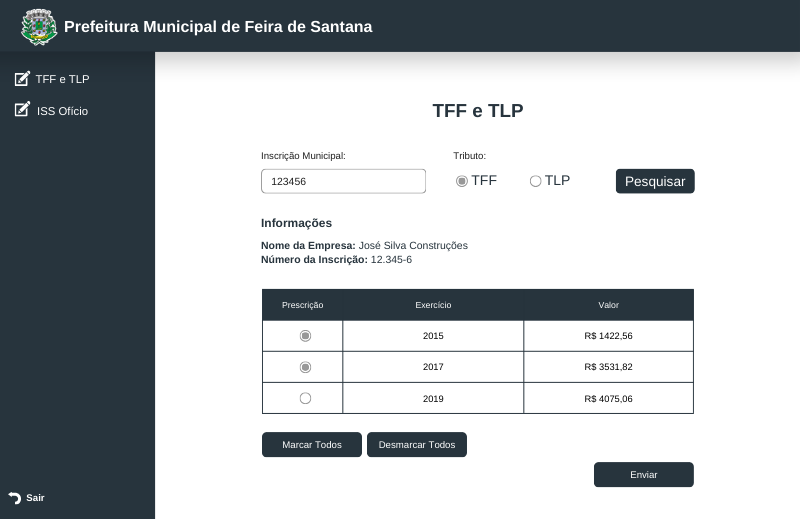 Prefeitura Municipal de Feira de Santana
TFF e TLP
ISS Ofício
Sair
TFF e TLP
Inscrição Municipal:
Tributo:
123456
TFF
TLP
Pesquisar
Informações
Nome da Empresa: José Silva Construções
Número da Inscrição: 12.345-6
Prescrição Exercício Valor
2015 R$ 1422,56
2017 R$ 3531,82
2019 R$ 4075,06
Marcar Todos
Desmarcar Todos
Enviar